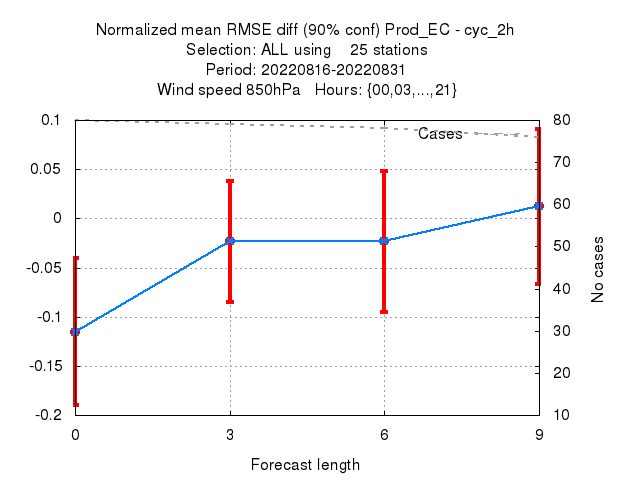 Normalized mean RMSE diff (90% conf) Prod_EC - cyc_2h
Selection: ALL using    25 stations
Period: 20220816-20220831
Wind speed 850hPa   Hours: {00,03,...,21}
0.1
0.05
0
-0.05
-0.1
-0.15
-0.2
Cases
80
70
60
50
40
30
20
10
No cases
0
3
6
9
Forecast length